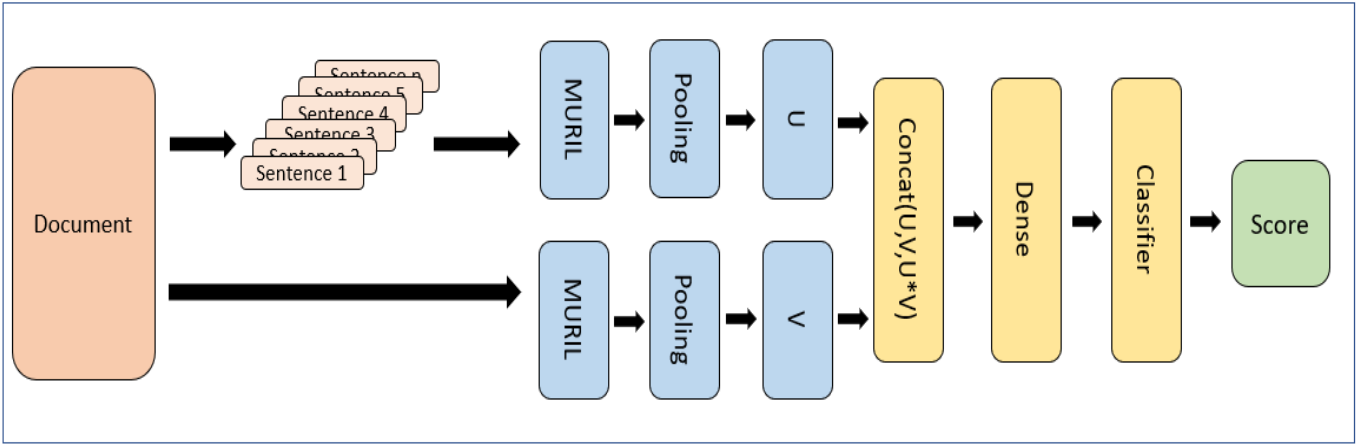 Document
Sentence n
Sentence 5
Sentence 4
Sentence 3
Sentence 2
Sentence 1
MURIL
Pooling
U
MURIL
Pooling
V
Concat(U,V,U*V)
Dense
Classifier
Score